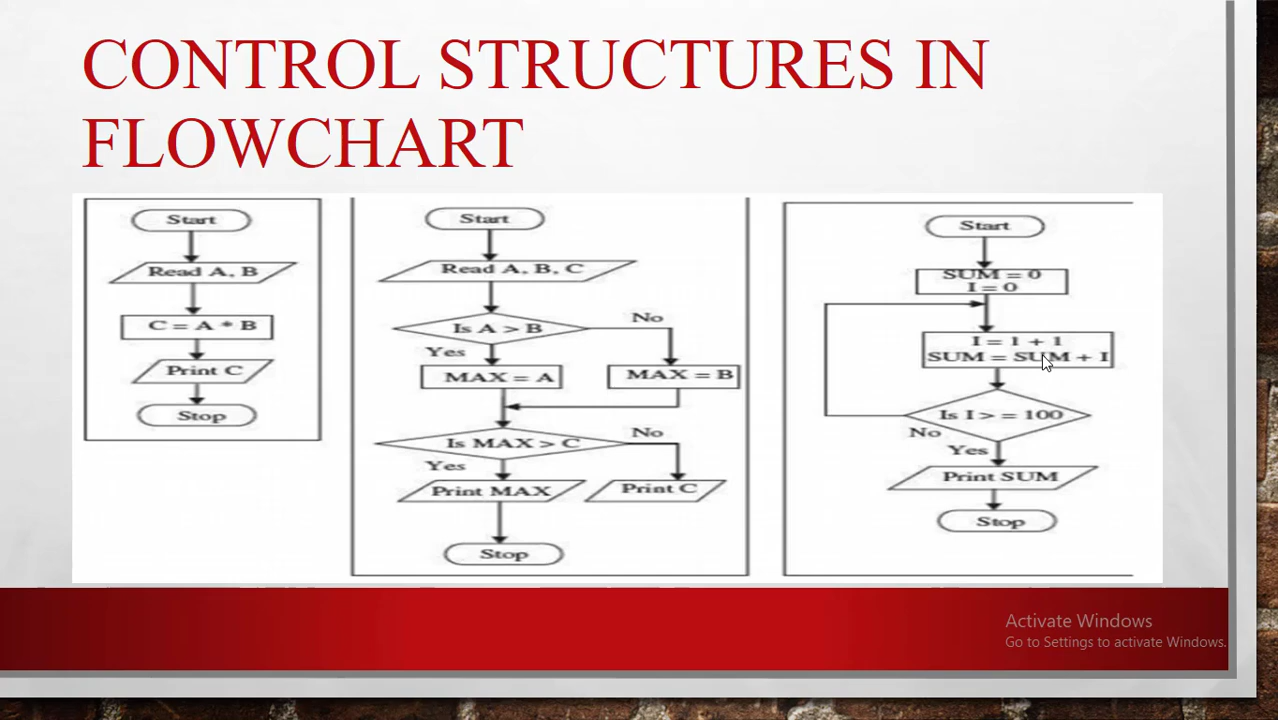 CONTROL STRUCTURES IN
FLOWCHART
Start
Read A, B
C = A * B
Print C
Stop
Start
Read A, B, C
Is A > B
No
Yes
MAX = A
MAX = B
Is MAX > C
No
Yes
Print MAX
Print C
Stop
Start
SUM = 0
I = 0
I = 1 + 1
SUM = SUM + I
Is I > = 100
No
Yes
Print SUM
Stop
Activate Windows
Go to Settings to activate Windows.